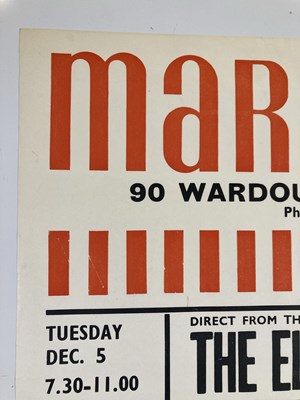 maR
90 WARDOU
Ph
TUESDAY
DEC. 5
7.30-11.00
DIRECT FROM TH
THE E